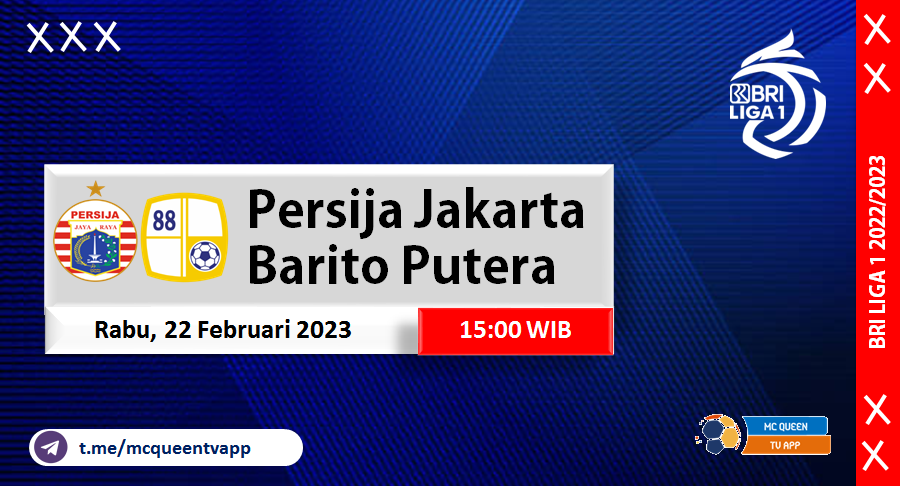 X X X
BRI
LIGA 1
PERSIJA
JAYA RAYA
88
Persija Jakarta
Barito Putera
Rabu, 22 Februari 2023
15:00 WIB
BRI LIGA 1 2022/2023
t.me/mcqueentvapp
MC QUEEN
TV APP